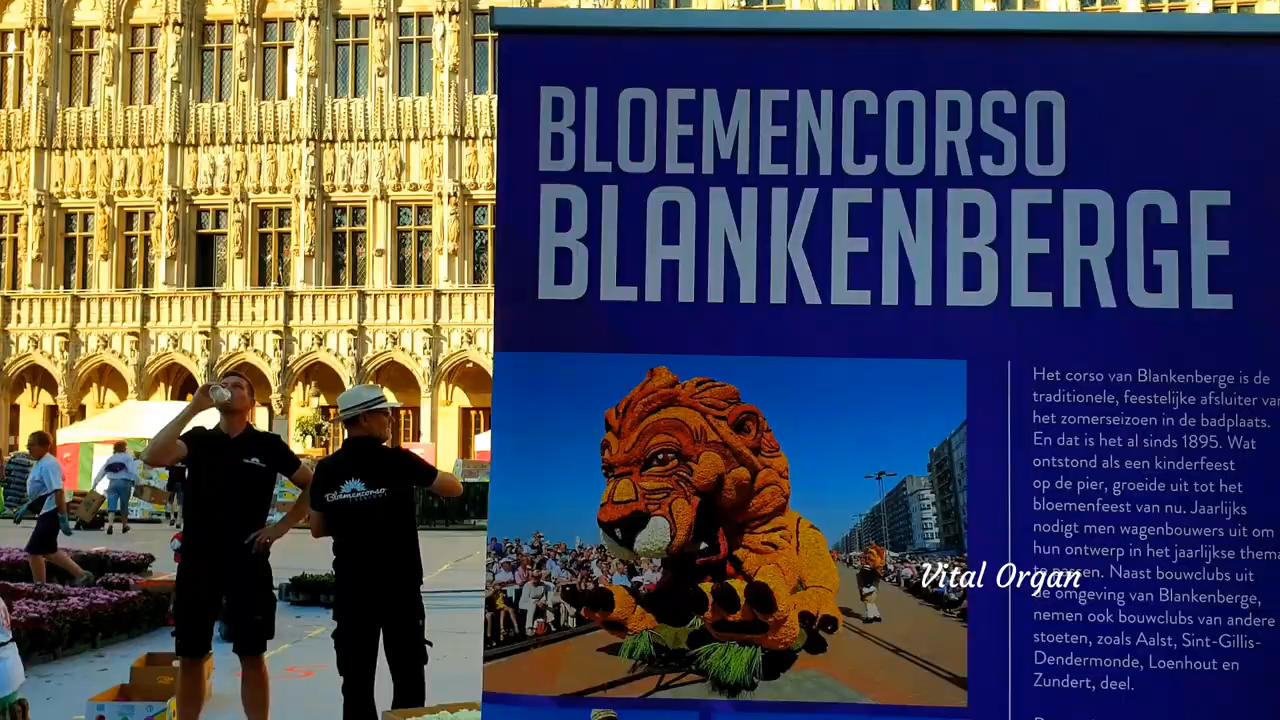 BLOEMENCORSO
BLANKENBERGE
Het corso van Blankenberge is de
traditionele, feestelijke afsluiter van
het zomerseizoen in de badplaats.
En dat is het al sinds 1895. Wat
ontstond als een kinderfeest
op de pier, groeide uit tot het
bloemenfeest van nu. Jaarlijks
nodigt men wagenbouwers uit om
hun ontwerp in het jaarlijkse thema
te passen. Naast bouwclubs uit
de omgeving van Blankenberge,
nemen ook bouwclubs van andere
stoeten, zoals Aalst, Sint-Gillis-
Dendermonde, Loenhout en
Zundert, deel.
Vital Organ
Bloemencorso